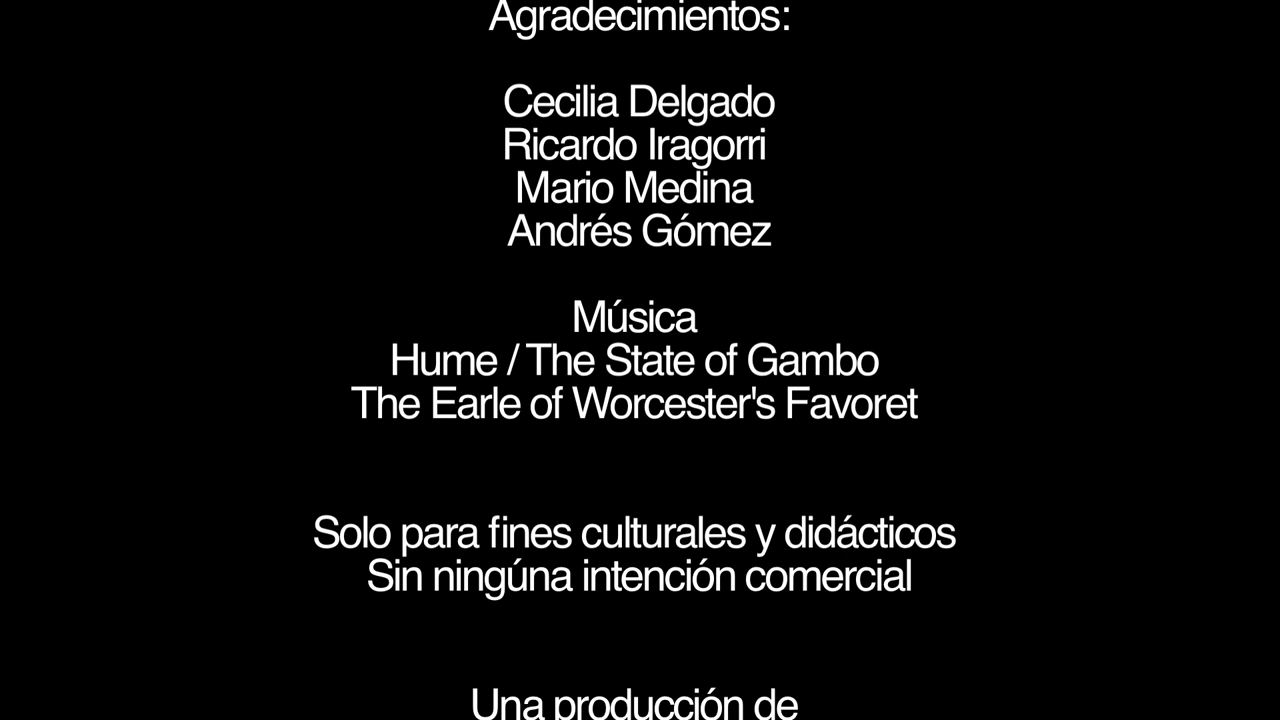 Agradecimientos:
Cecilia Delgado
Ricardo Iragorri
Mario Medina
Andrés Gómez
Música
Hume / The State of Gambo
The Earle of Worcester's Favoret
Solo para fines culturales y didácticos
Sin ningúna intención comercial
Una producción de